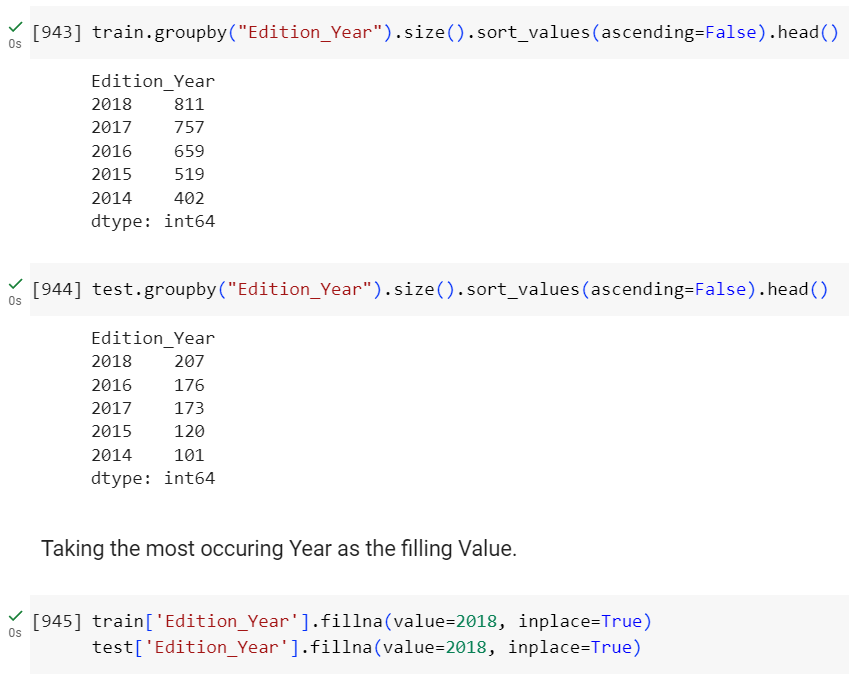 [943] train.groupby("Edition_Year").size().sort_values(ascending=False).head()
0s
Edition_Year
2018    811
2017    757
2016    659
2015    519
2014    402
dtype: int64
[944] test.groupby("Edition_Year").size().sort_values(ascending=False).head()
0s
Edition_Year
2018    207
2016    176
2017    173
2015    120
2014    101
dtype: int64
Taking the most occuring Year as the filling Value.
[945] train['Edition_Year'].fillna(value=2018, inplace=True)
0s
test['Edition_Year'].fillna(value=2018, inplace=True)